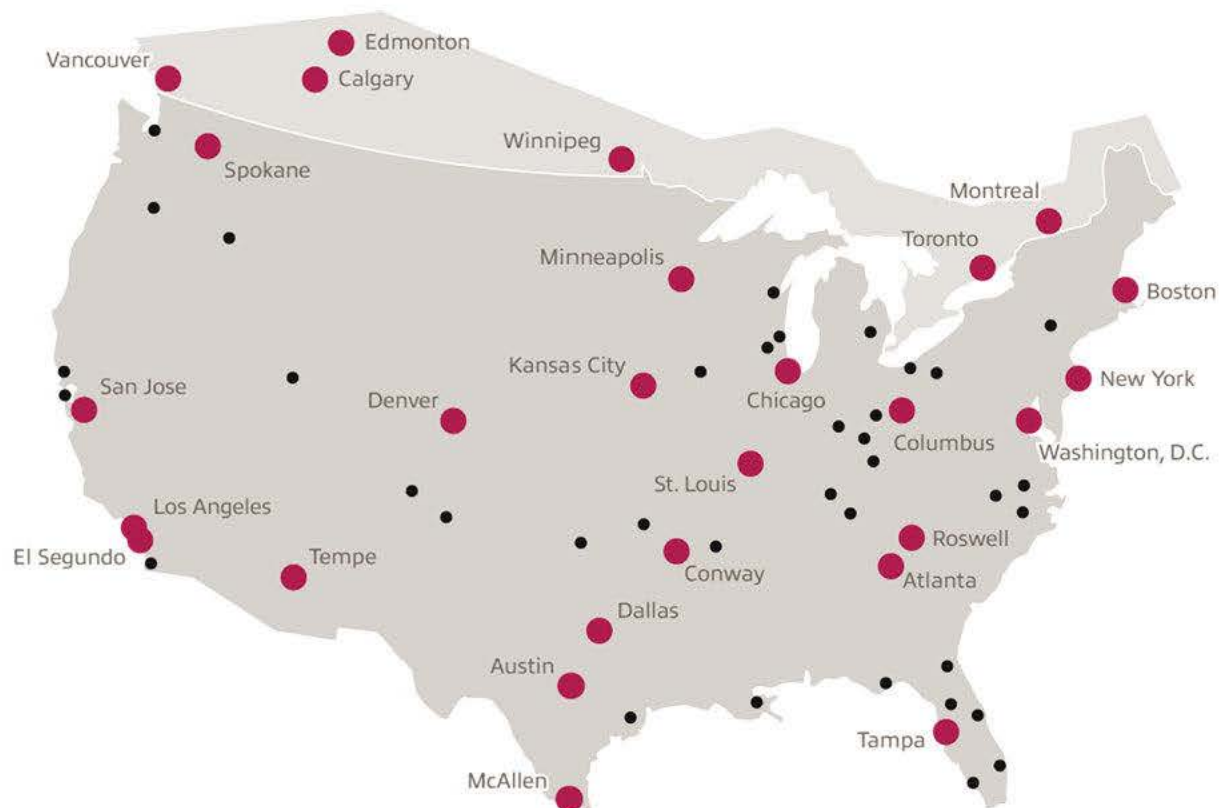 Edmonton
Vancouver
Calgary
Winnipeg
Spokane
Montreal
Toronto
Minneapolis
Boston
Kansas City
New York
San Jose
Denver
Chicago
Columbus
Washington, D.C.
St. Louis
Los Angeles
Roswell
El Segundo
Tempe
Conway
Atlanta
Dallas
Austin
Tampa
McAllen